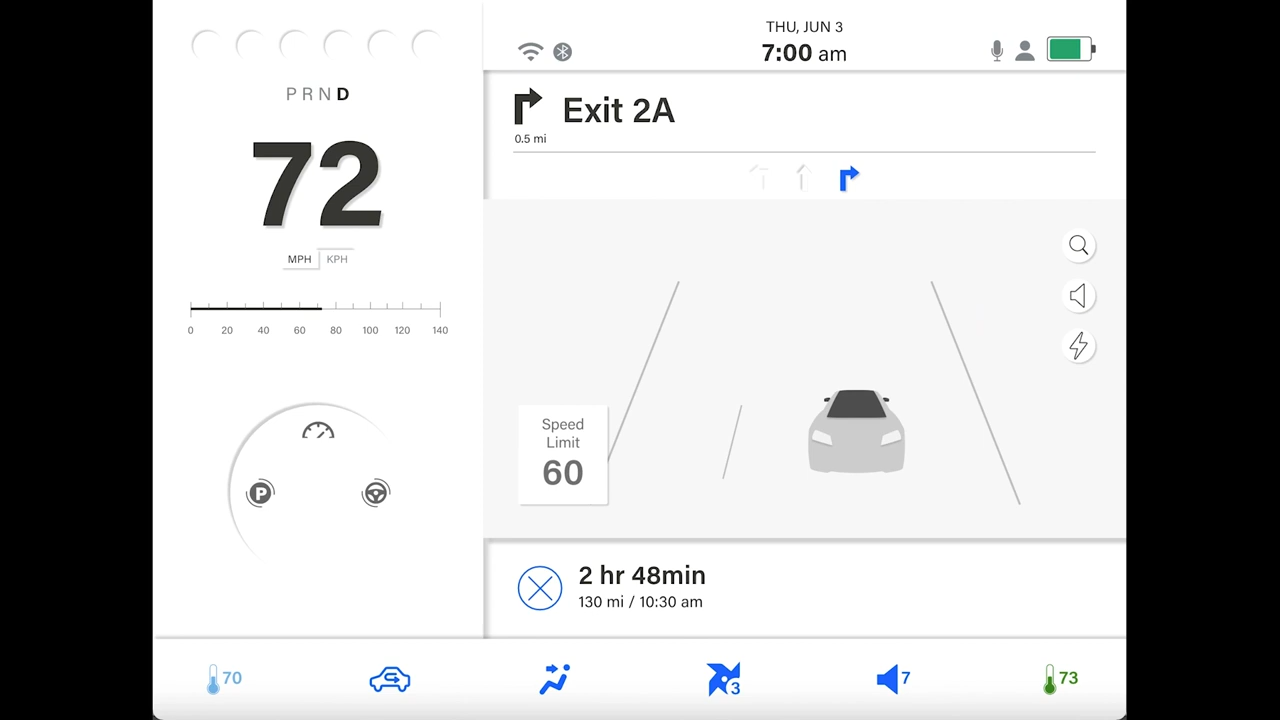 THU, JUN 3
7:00 am
PRND
72
MPH KPH
0 20 40 60 80 100 120 140
P
Exit 2A
0.5 mi
Speed
Limit
60
2 hr 48min
130 mi / 10:30 am
70
3
7
73